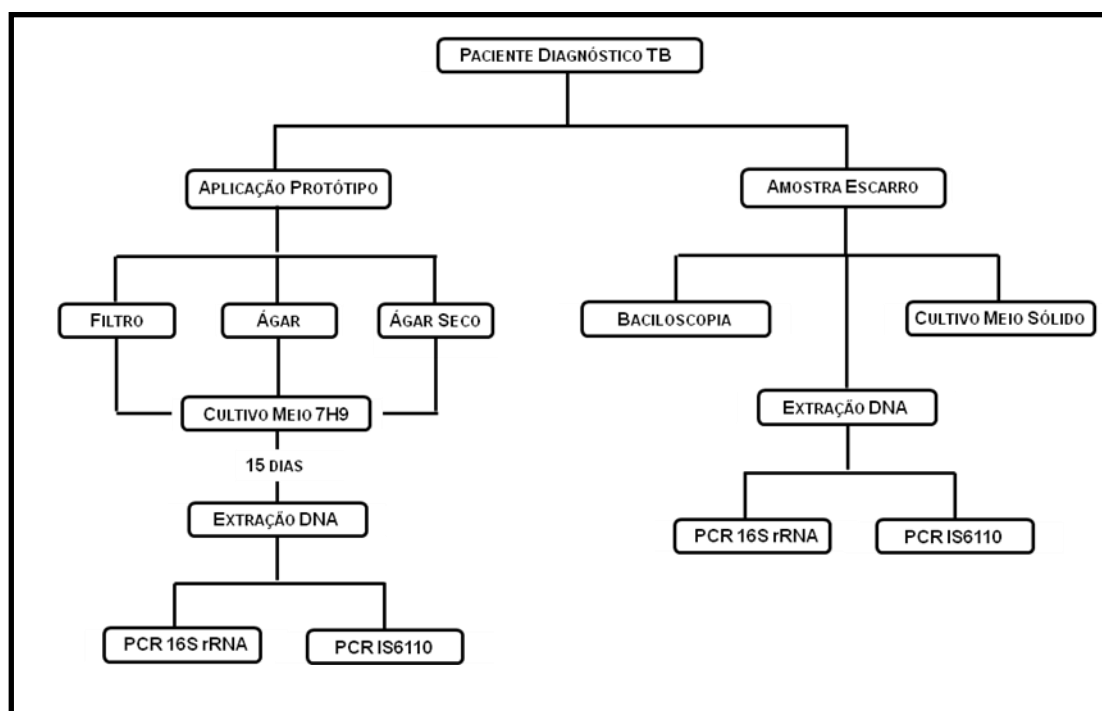 PACIENTE DIAGNÓSTICO TB
APLICAÇÃO PROTÓTIPO
AMOSTRA ESCARRO
FILTRO
ÁGAR
ÁGAR SECO
BACILOSCOPIA
CULTIVO MEIO SÓLIDO
CULTIVO MEIO 7H9
EXTRAÇÃO DNA
15 DIAS
EXTRAÇÃO DNA
PCR 16S rRNA
PCR IS6110
PCR 16S rRNA
PCR IS6110